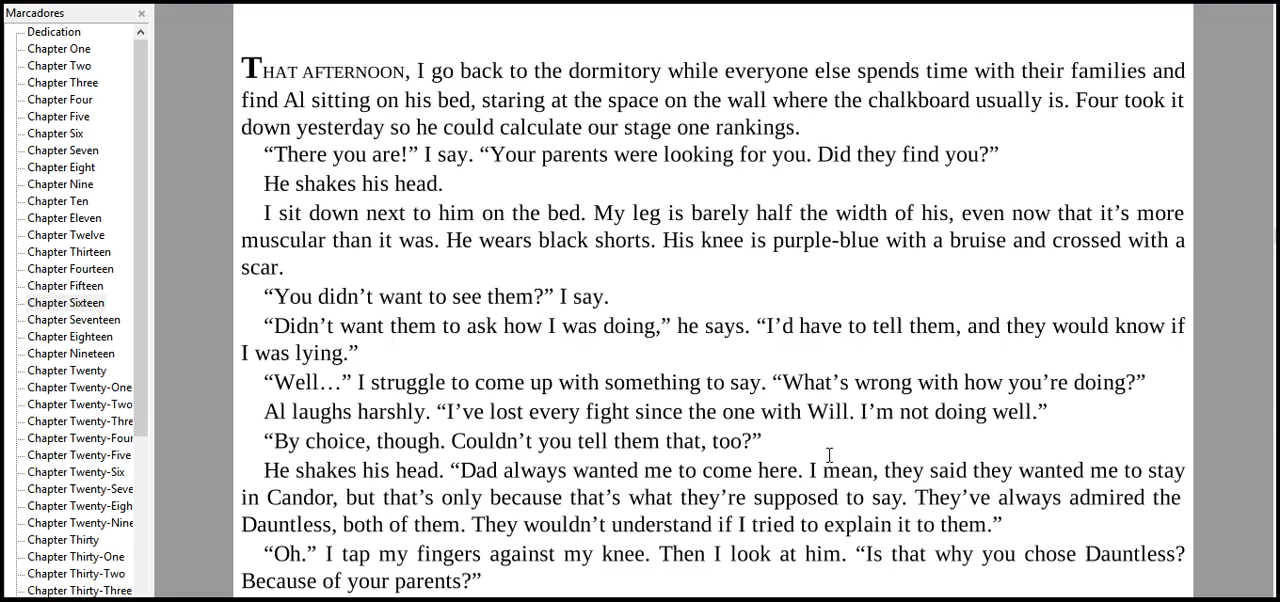 Marcadores
Dedication
Chapter One
Chapter Two
Chapter Three
Chapter Four
Chapter Five
Chapter Six
Chapter Seven
Chapter Eight
Chapter Nine
Chapter Ten
Chapter Eleven
Chapter Twelve
Chapter Thirteen
Chapter Fourteen
Chapter Fifteen
Chapter Sixteen
Chapter Seventeen
Chapter Eighteen
Chapter Nineteen
Chapter Twenty
Chapter Twenty-One
Chapter Twenty-Two
Chapter Twenty-Thre
Chapter Twenty-Four
Chapter Twenty-Five
Chapter Twenty-Six
Chapter Twenty-Seve
Chapter Twenty-Eigh
Chapter Twenty-Nine
Chapter Thirty
Chapter Thirty-One
Chapter Thirty-Two
Chapter Thirty-Three
THAT AFTERNOON, I go back to the dormitory while everyone else spends time with their families and
find Al sitting on his bed, staring at the space on the wall where the chalkboard usually is. Four took it
down yesterday so he could calculate our stage one rankings.
“There you are!” I say. “Your parents were looking for you. Did they find you?”
He shakes his head.
I sit down next to him on the bed. My leg is barely half the width of his, even now that it’s more
muscular than it was. He wears black shorts. His knee is purple-blue with a bruise and crossed with a
scar.
“You didn’t want to see them?” I say.
“Didn’t want them to ask how I was doing,” he says. “I’d have to tell them, and they would know if
I was lying.”
“Well…” I struggle to come up with something to say. “What’s wrong with how you’re doing?”
Al laughs harshly. “I’ve lost every fight since the one with Will. I’m not doing well.”
“By choice, though. Couldn’t you tell them that, too?”
He shakes his head. “Dad always wanted me to come here. I mean, they said they wanted me to stay
in Candor, but that’s only because that’s what they’re supposed to say. They’ve always admired the
Dauntless, both of them. They wouldn’t understand if I tried to explain it to them.”
“Oh.” I tap my fingers against my knee. Then I look at him. “Is that why you chose Dauntless?
Because of your parents?”